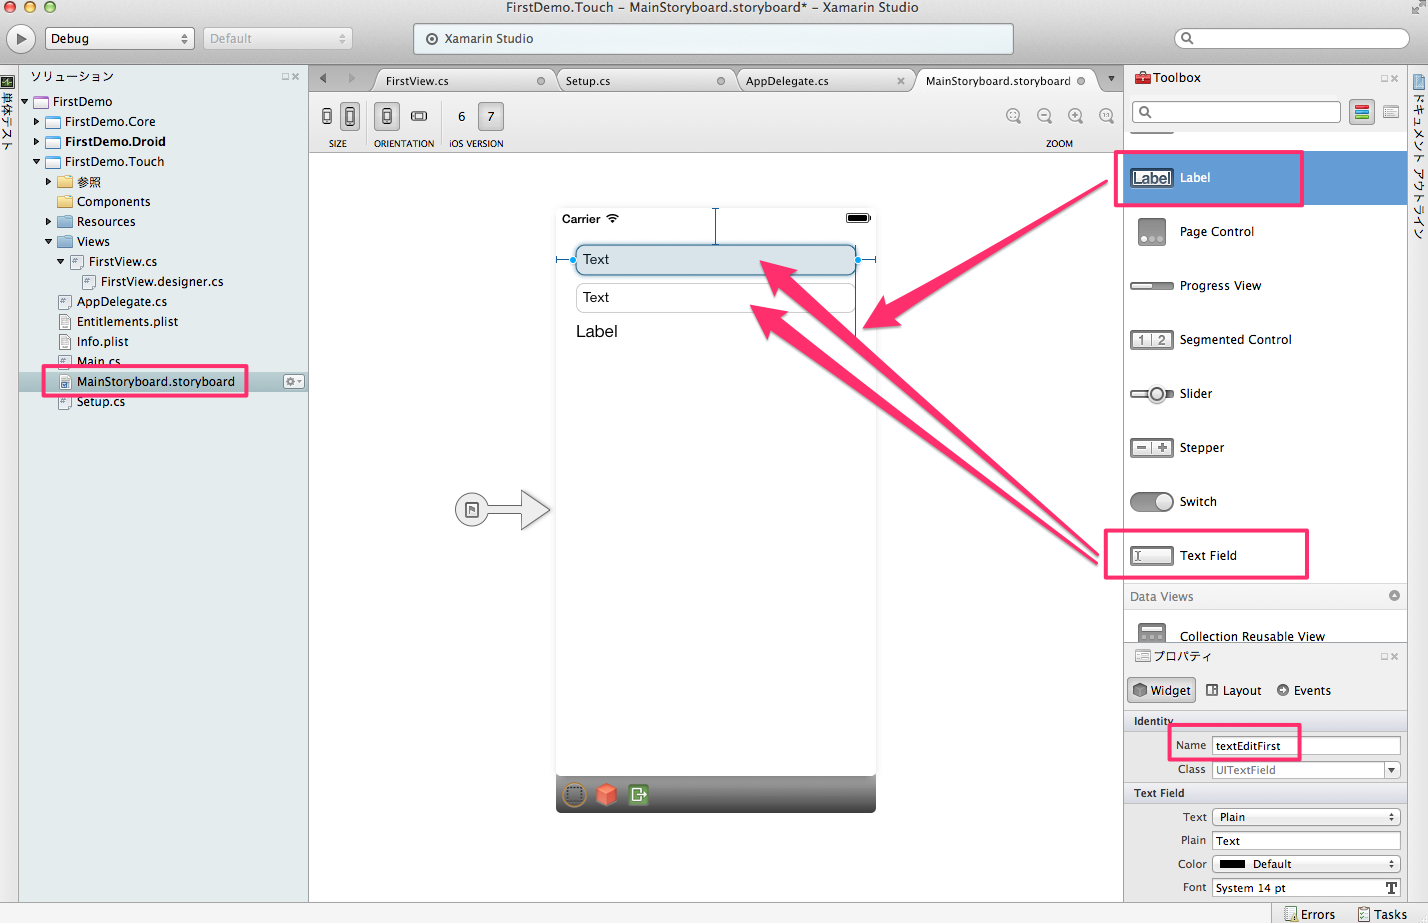 FirstDemo.Touch – MainStoryboard.storyboard* – Xamarin Studio
Debug
Default
Xamarin Studio
単体テスト
ソリューション
FirstDemo
FirstDemo.Core
FirstDemo.Droid
FirstDemo.Touch
参照
Components
Resources
Views
FirstView.cs
FirstView.designer.cs
AppDelegate.cs
Entitlements.plist
Info.plist
Main.cs
MainStoryboard.storyboard
Setup.cs
FirstView.cs
Setup.cs
AppDelegate.cs
MainStoryboard.storyboard
6
7
SIZE
ORIENTATION
iOS VERSION
ZOOM
Carrier
Text
Text
Label
Toolbox
Label
Label
Page Control
Progress View
1 2
Segmented Control
Slider
Stepper
Switch
Text Field
Data Views
Collection Reusable View
プロパティ
Widget
Layout
Events
Identity
Name textEditFirst
Class UITextField
Text Field
Text Plain
Plain Text
Color Default
Font System 14 pt T
Errors
Tasks
ドキュメント アウトライン